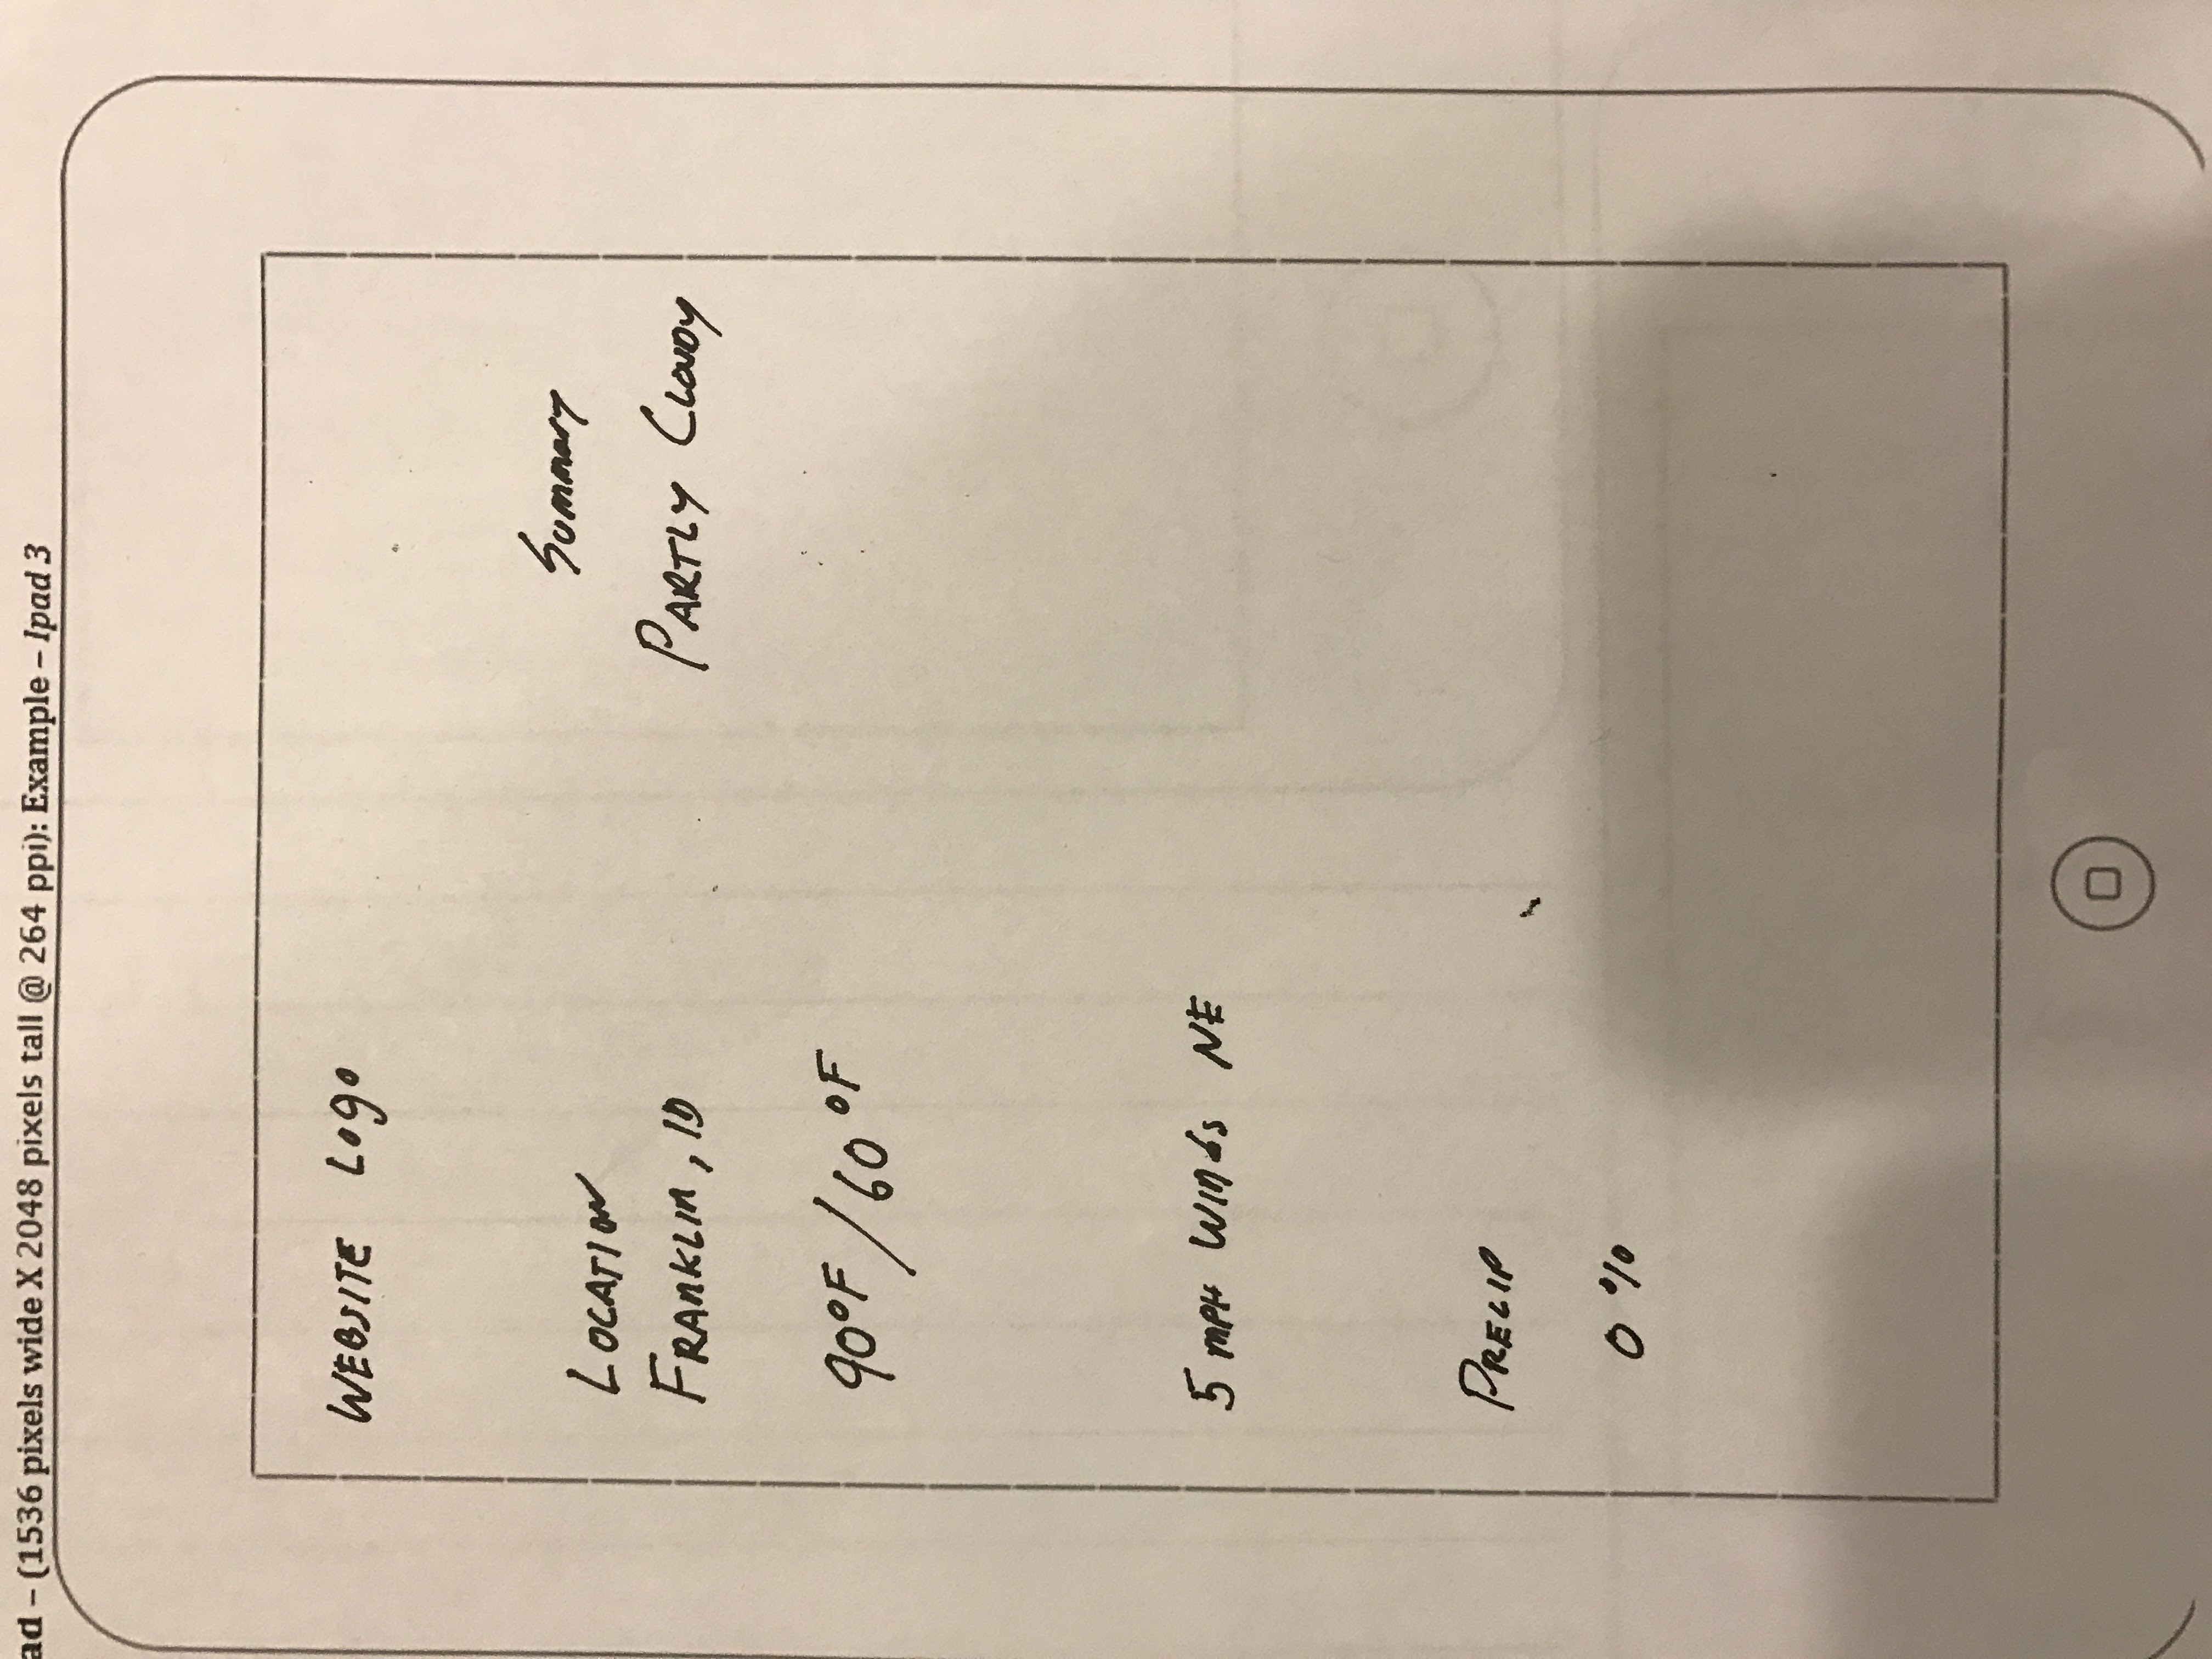 ad – (1536 pixels wide X 2048 pixels tall @ 264 ppi): Example – Ipad 3
WEBSITE Logo
Summary
LOCATION
FRANKLIN, ID
PARTLY CLOUDY
90°F / 60°F
5 mPH WINds NE
PRECIP
0 %